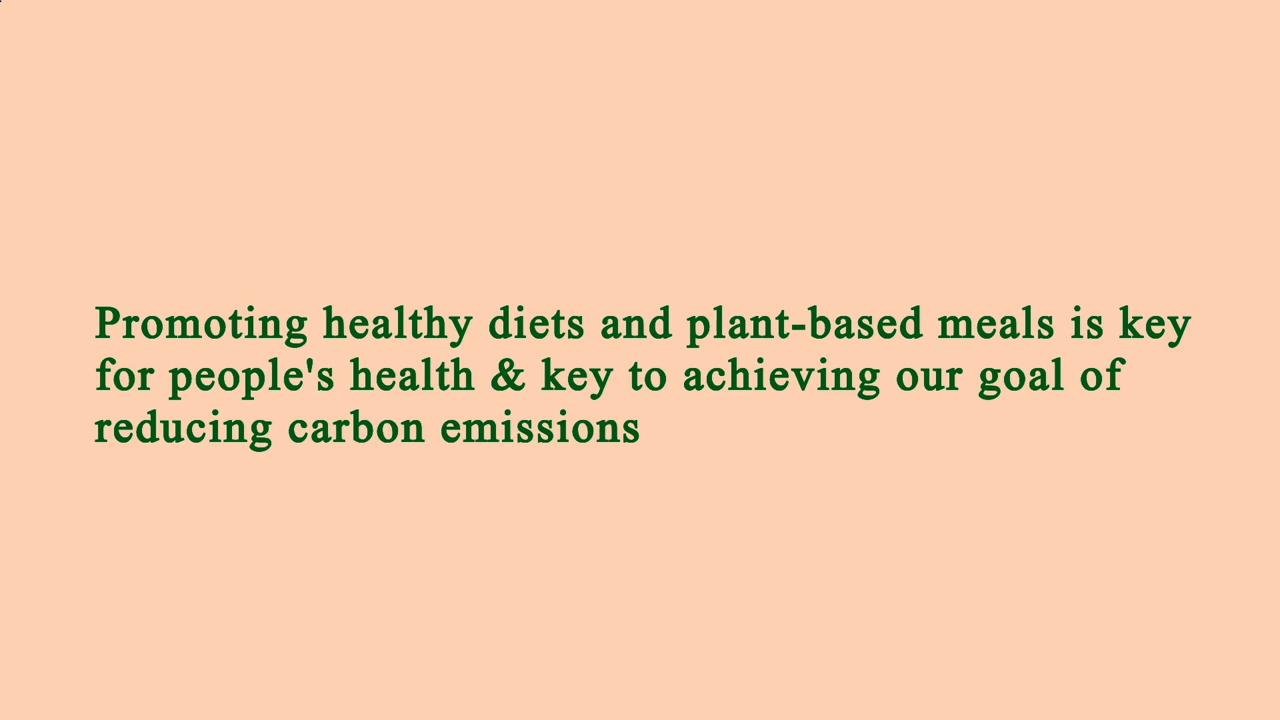 Promoting healthy diets and plant-based meals is key
for people's health & key to achieving our goal of
reducing carbon emissions